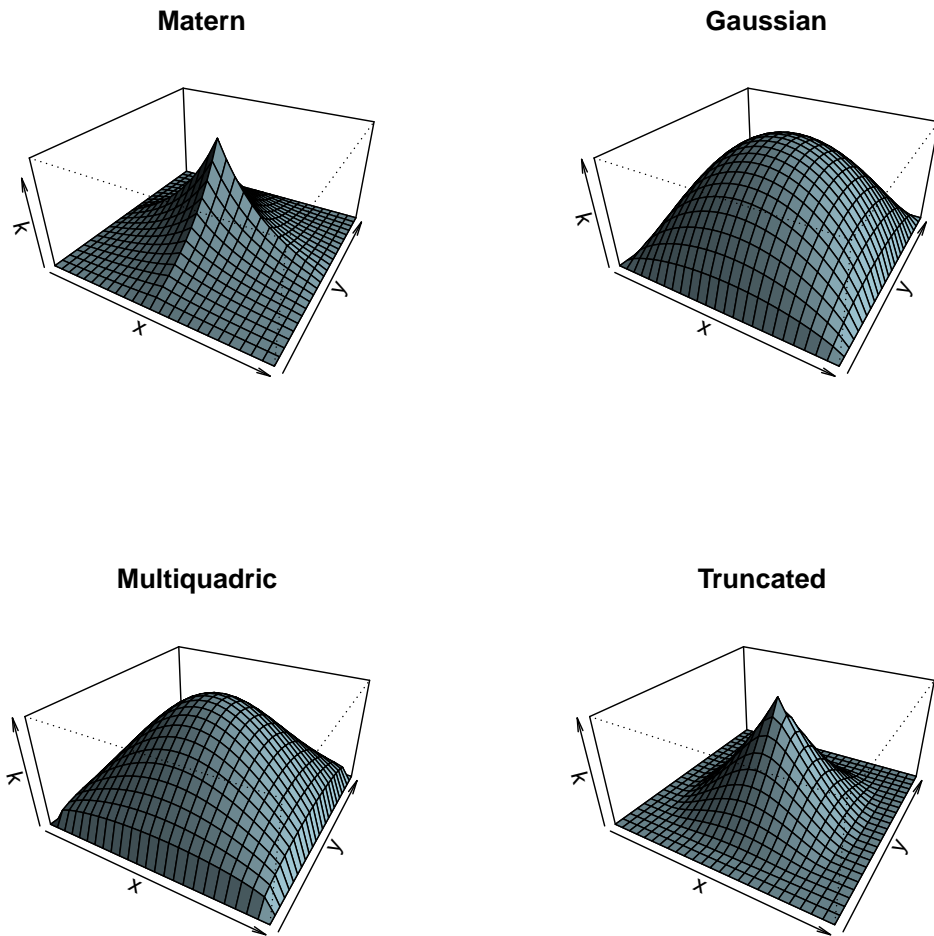 Matern
Gaussian
x
y
k
x
y
k
Multiquadric
Truncated
x
y
k
x
y
k